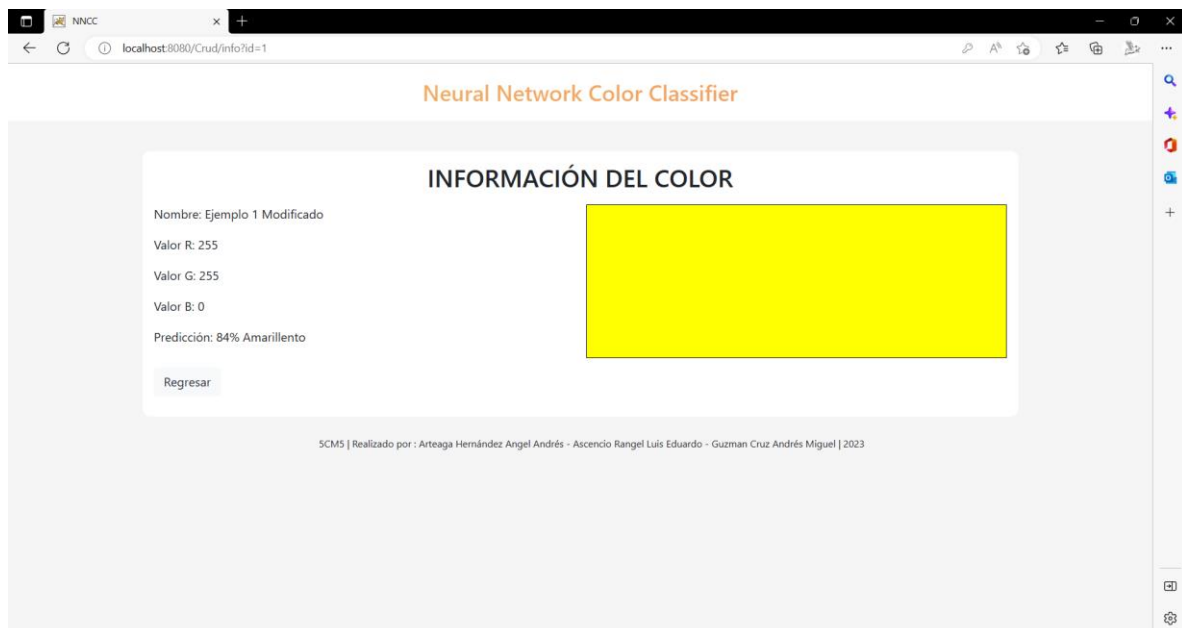 NNCC
localhost:8080/Crud/info?id=1
Neural Network Color Classifier
INFORMACIÓN DEL COLOR
Nombre: Ejemplo 1 Modificado
Valor R: 255
Valor G: 255
Valor B: 0
Predicción: 84% Amarillento
Regresar
5CM5 | Realizado por : Arteaga Hernández Angel Andrés - Ascencio Rangel Luis Eduardo - Guzman Cruz Andrés Miguel | 2023